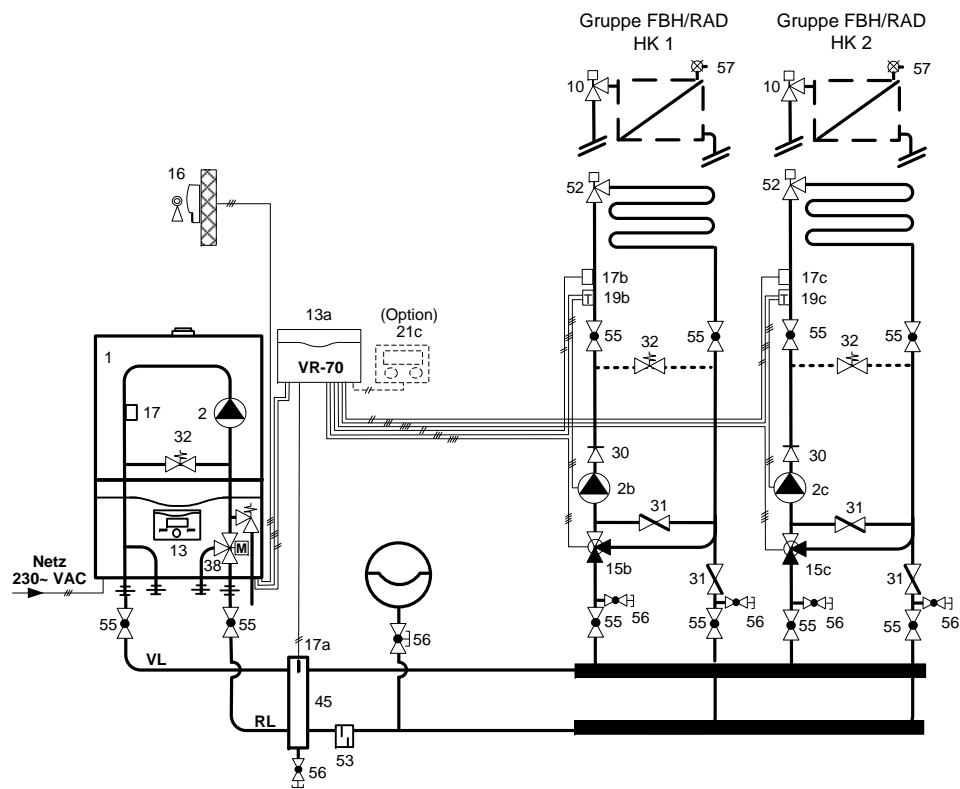 Gruppe FBH/RAD
HK 1
Gruppe FBH/RAD
HK 2
10
57
10
57
16
52
52
17b
19b
17c
19c
(Option)
21c
13a
VR-70
55
55
55
55
32
32
1
17
2
32
30
30
2b
2c
31
31
13
M
38
15b
15c
31
31
Netz
230~ VAC
56
56
56
56
55
55
55
55
55
55
56
17a
VL
45
RL
53
56
T
T